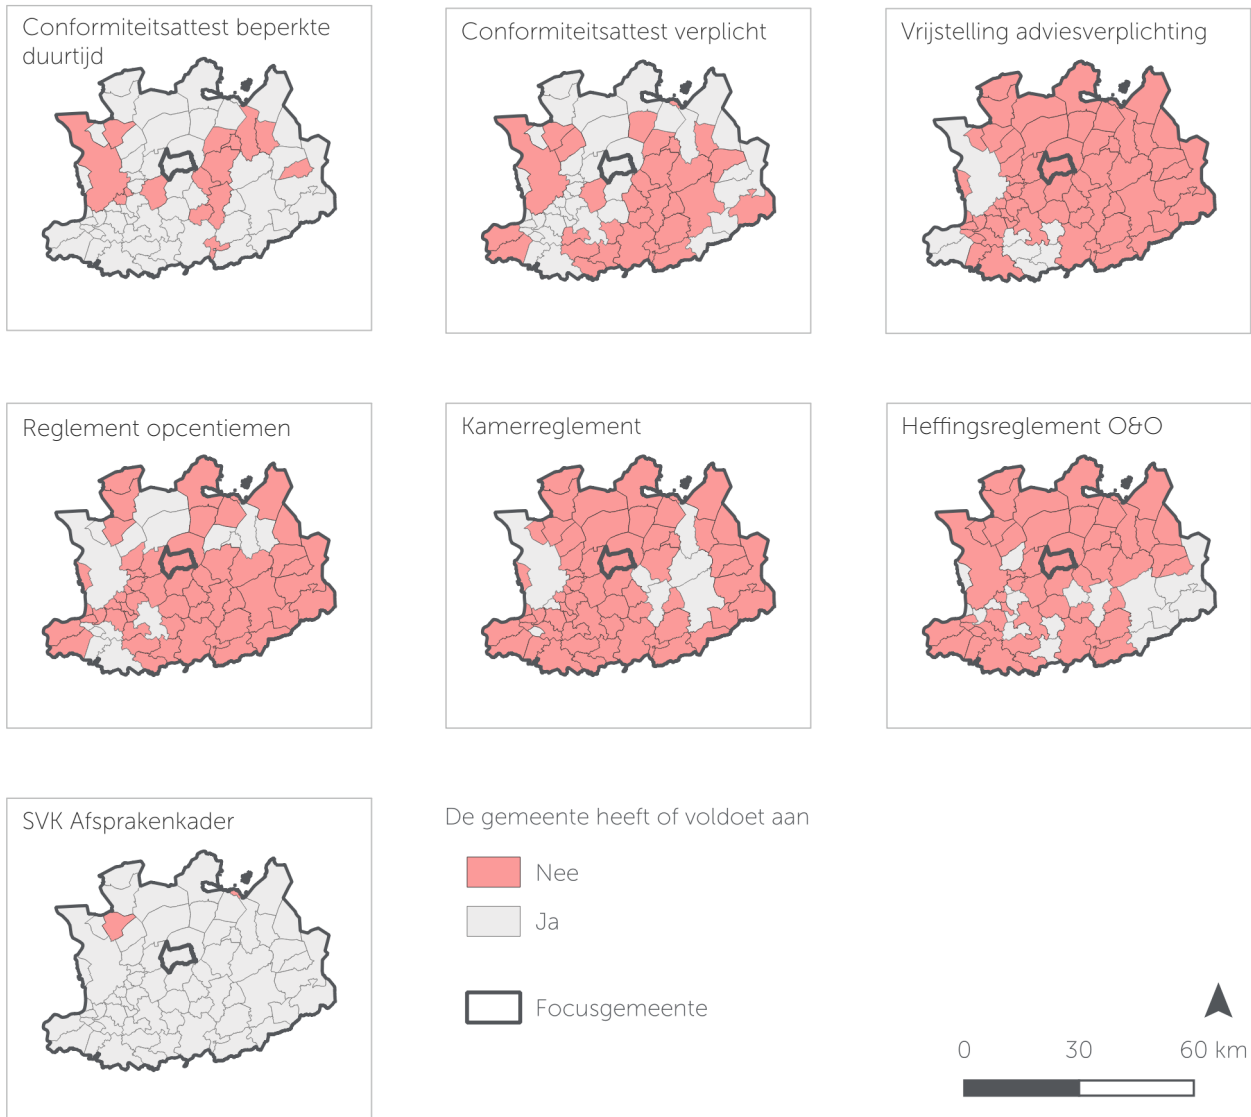 Conformiteitsattest beperkte
duurtijd
Conformiteitsattest verplicht
Vrijstelling adviesverplichting
Reglement opcentiemen
Kamerreglement
Heffingsreglement O&O
SVK Afsprakenkader
De gemeente heeft of voldoet aan
Nee
Ja
Focusgemeente
0 30 60 km